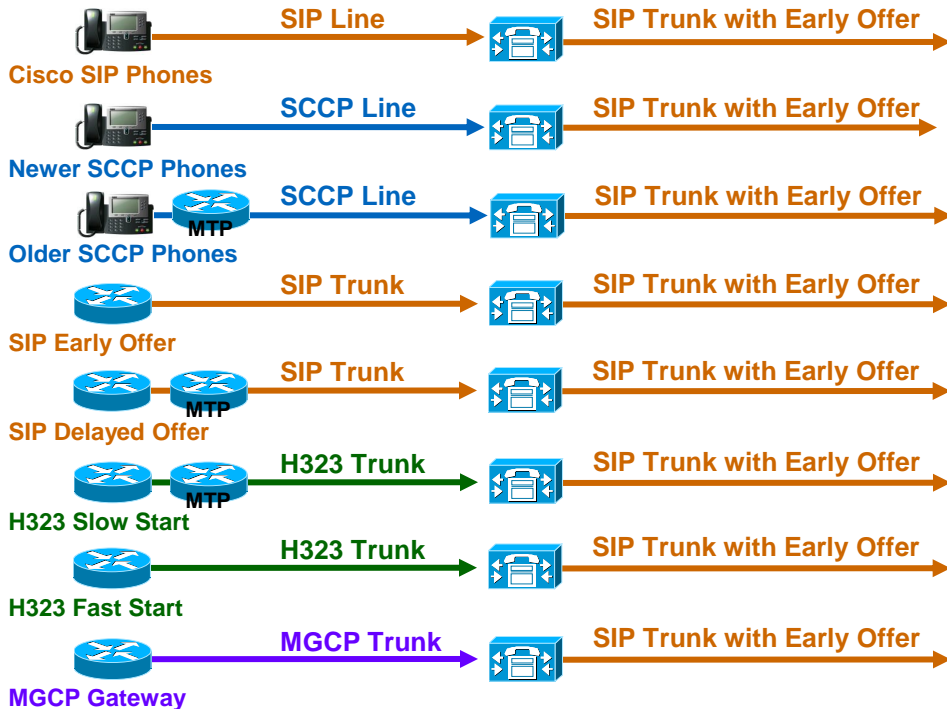 SIP Line
SIP Trunk with Early Offer
Cisco SIP Phones
SCCP Line
SIP Trunk with Early Offer
Newer SCCP Phones
SCCP Line
SIP Trunk with Early Offer
MTP
Older SCCP Phones
SIP Trunk
SIP Trunk with Early Offer
SIP Early Offer
SIP Trunk
SIP Trunk with Early Offer
MTP
SIP Delayed Offer
H323 Trunk
SIP Trunk with Early Offer
MTP
H323 Slow Start
H323 Trunk
SIP Trunk with Early Offer
H323 Fast Start
MGCP Trunk
SIP Trunk with Early Offer
MGCP Gateway